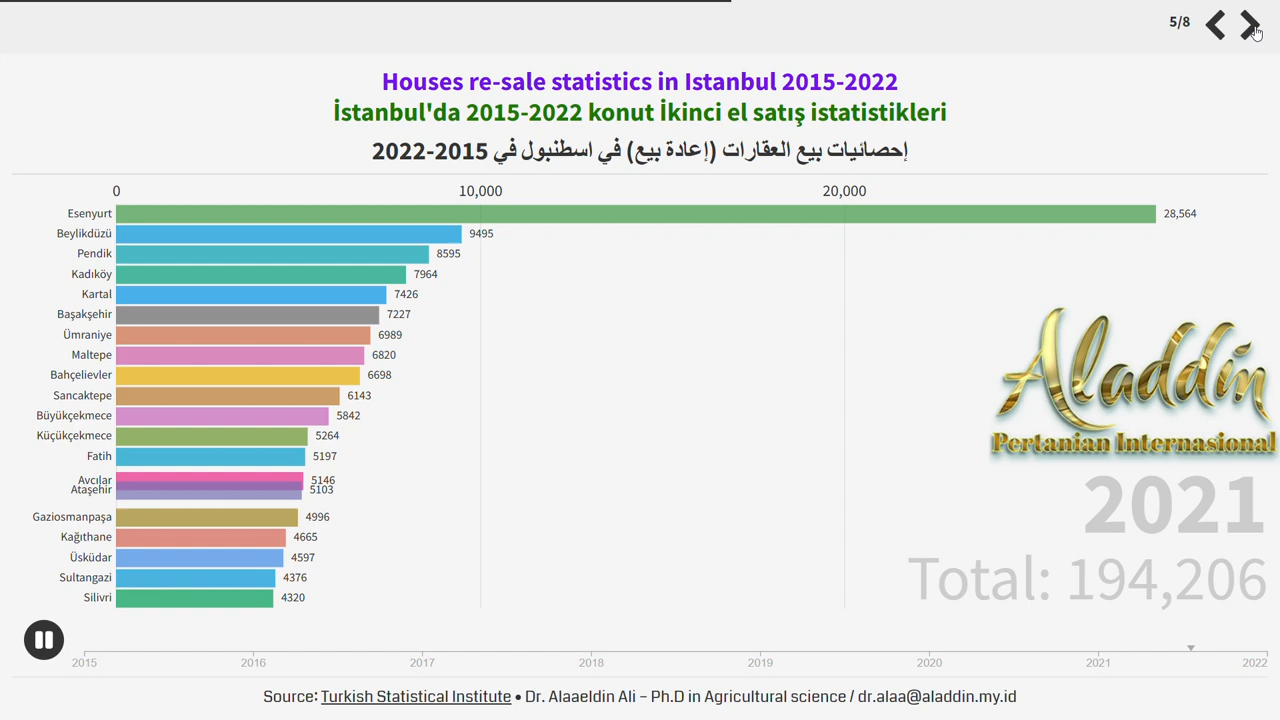 5/8
Houses re-sale statistics in Istanbul 2015-2022
İstanbul'da 2015-2022 konut İkinci el satış istatistikleri
إحصائيات بيع العقارات (إعادة بيع) في اسطنبول في 2015-2022
0 10,000 20,000
Esenyurt 28,564
Beylikdüzü 9495
Pendik 8595
Kadıköy 7964
Kartal 7426
Başakşehir 7227
Ümraniye 6989
Maltepe 6820
Bahçelievler 6698
Sancaktepe 6143
Büyükçekmece 5842
Küçükçekmece 5264
Fatih 5197
Avcılar 5146
Ataşehir 5103
Gaziosmanpaşa 4996
Kağıthane 4665
Üsküdar 4597
Sultangazi 4376
Silivri 4320
Aladdin
Pertanian Internasional
2021
Total: 194,206
2015 2016 2017 2018 2019 2020 2021 2022
Source: Turkish Statistical Institute • Dr. Alaaeldin Ali – Ph.D in Agricultural science / dr.alaa@aladdin.my.id